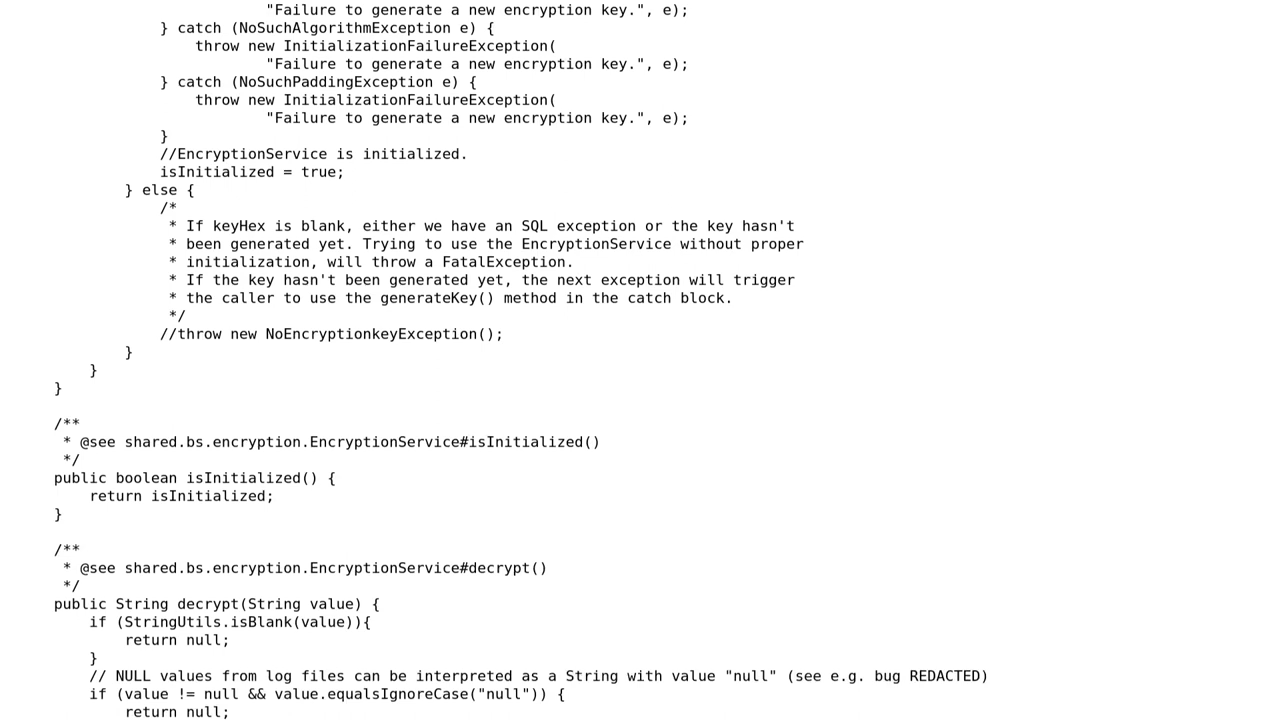 "Failure to generate a new encryption key.", e);
            } catch (NoSuchAlgorithmException e) {
                throw new InitializationFailureException(
                        "Failure to generate a new encryption key.", e);
            } catch (NoSuchPaddingException e) {
                throw new InitializationFailureException(
                        "Failure to generate a new encryption key.", e);
            }
            //EncryptionService is initialized.
            isInitialized = true;
        } else {
            /*
             * If keyHex is blank, either we have an SQL exception or the key hasn't
             * been generated yet. Trying to use the EncryptionService without proper
             * initialization, will throw a FatalException.
             * If the key hasn't been generated yet, the next exception will trigger
             * the caller to use the generateKey() method in the catch block.
             */
            //throw new NoEncryptionkeyException();
        }
    }
}

/**
 * @see shared.bs.encryption.EncryptionService#isInitialized()
 */
public boolean isInitialized() {
    return isInitialized;
}

/**
 * @see shared.bs.encryption.EncryptionService#decrypt()
 */
public String decrypt(String value) {
    if (StringUtils.isBlank(value)){
        return null;
    }
    // NULL values from log files can be interpreted as a String with value "null" (see e.g. bug REDACTED)
    if (value != null && value.equalsIgnoreCase("null")) {
        return null;